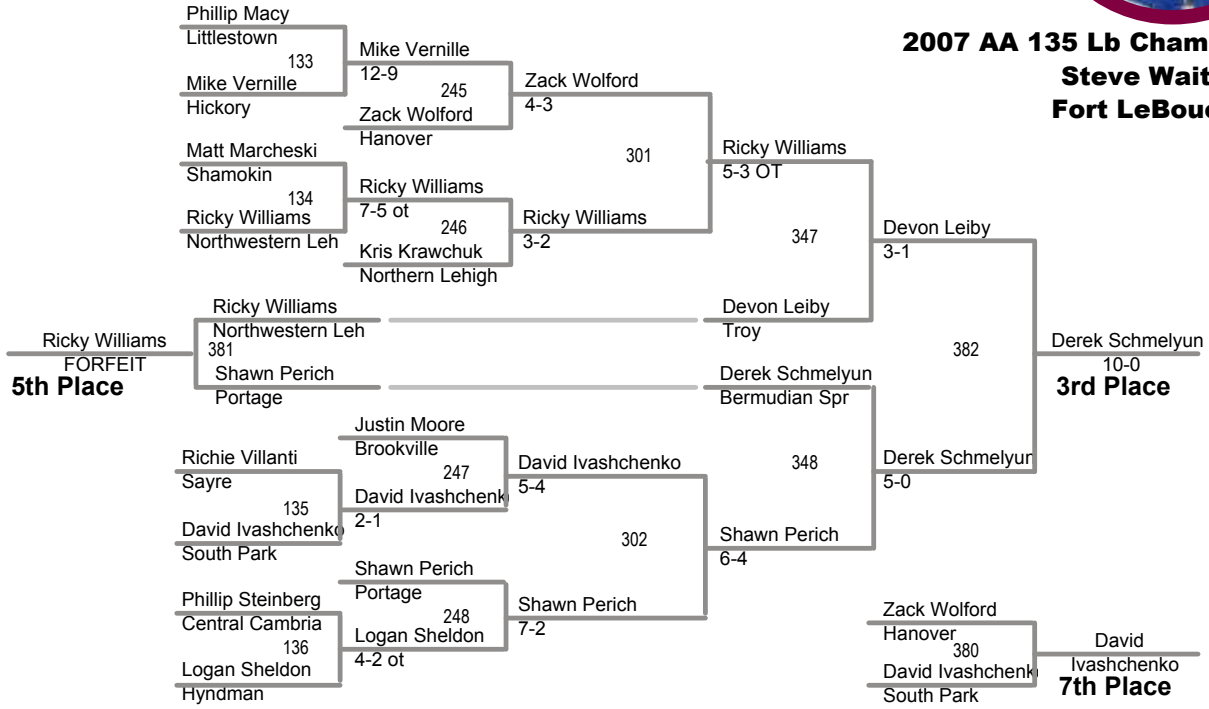 Phillip Macy
Littlestown
133
Mike Vernille
Hickory
Mike Vernille
12-9
245
Zack Wolford
Hanover
Zack Wolford
4-3
2007 AA 135 Lb Cham
Steve Wait
Fort LeBoue
Matt Marcheski
Shamokin
134
Ricky Williams
Northwestern Leh
Ricky Williams
7-5 ot
246
Kris Krawchuk
Northern Lehigh
Ricky Williams
3-2
301
Ricky Williams
5-3 OT
347
Devon Leiby
3-1
Ricky Williams
Northwestern Leh
Devon Leiby
Troy
Ricky Williams
FORFEIT
5th Place
381
Shawn Perich
Portage
Derek Schmelyun
Bermudian Spr
382
Derek Schmelyun
10-0
3rd Place
Justin Moore
Brookville
247
Richie Villanti
Sayre
135
David Ivashchenko
South Park
David Ivashchenk
2-1
David Ivashchenko
5-4
348
Derek Schmelyun
5-0
302
Shawn Perich
6-4
Shawn Perich
Portage
248
Phillip Steinberg
Central Cambria
136
Logan Sheldon
Hyndman
Logan Sheldon
4-2 ot
Shawn Perich
7-2
Zack Wolford
Hanover
380
David Ivashchenk
South Park
David
Ivashchenko
7th Place